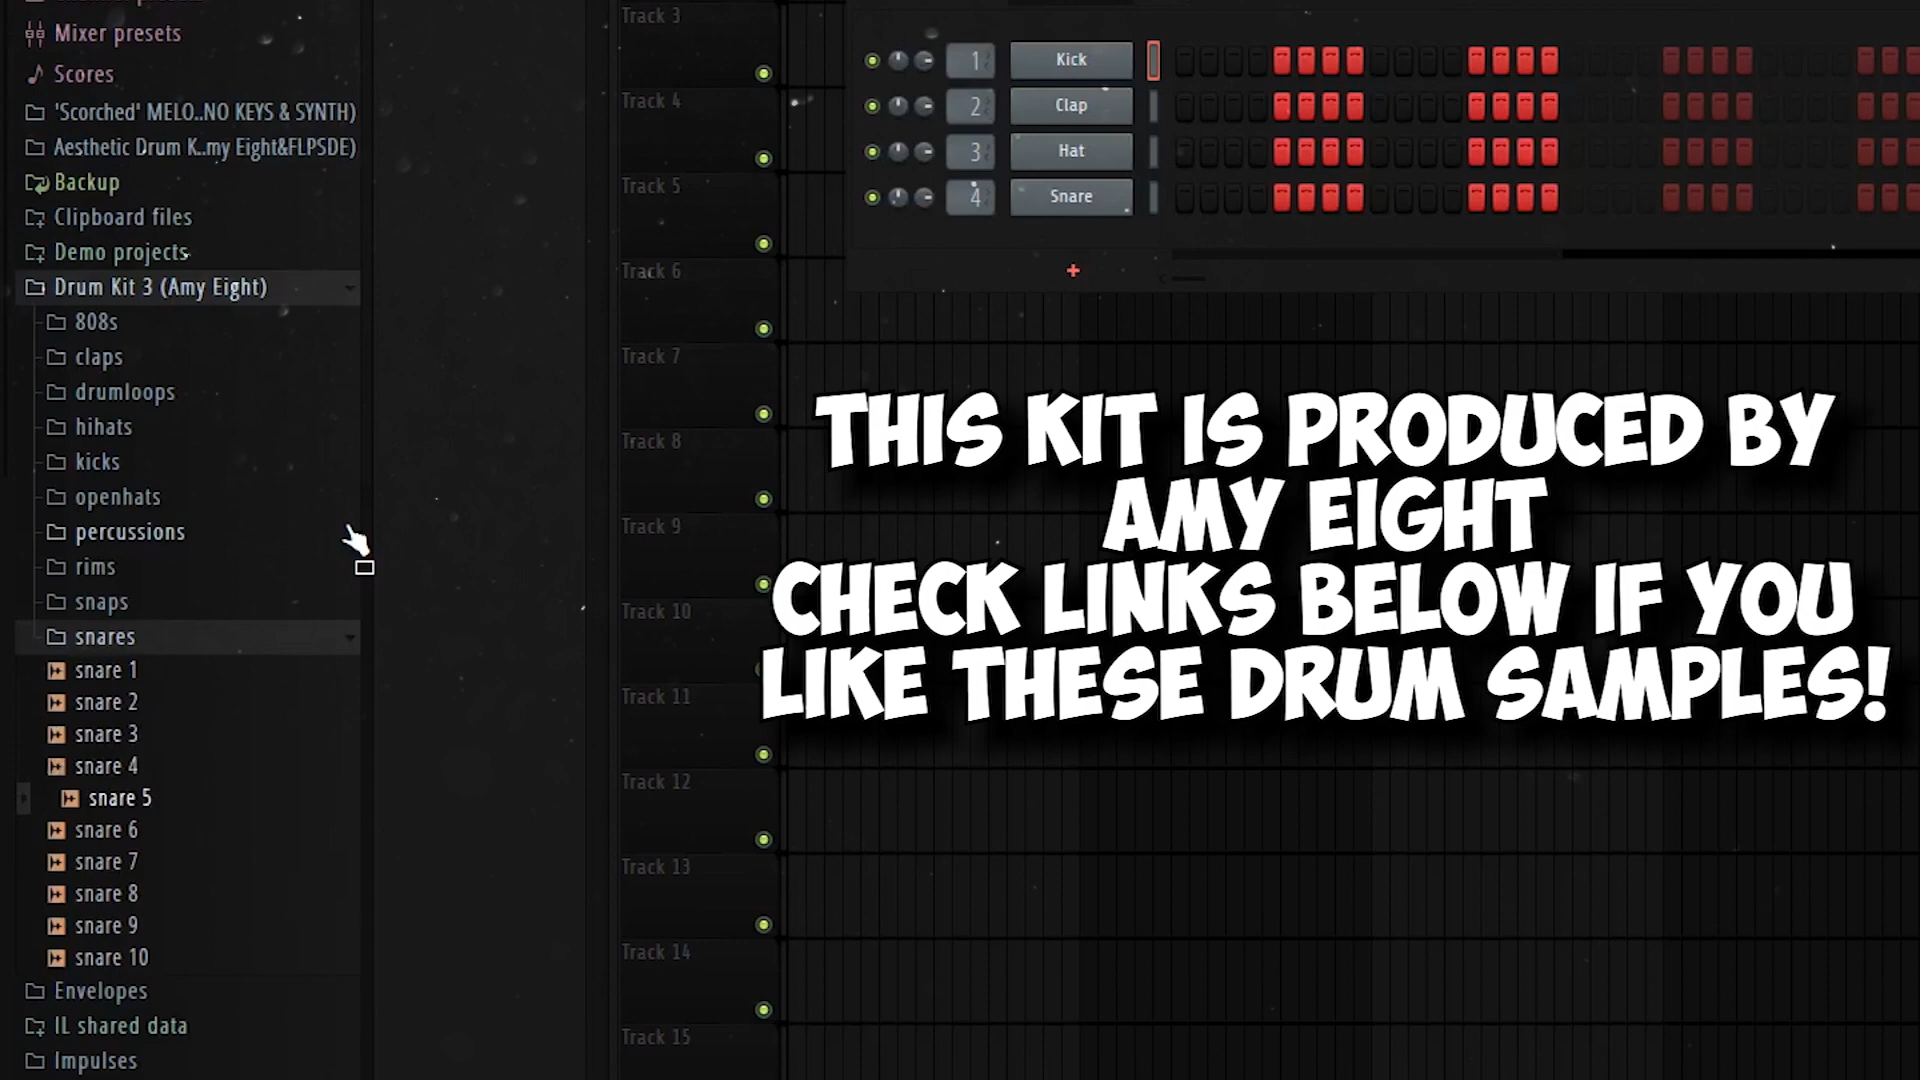 Mixer presets
Scores
'Scorched' MELO..NO KEYS & SYNTH)
Aesthetic Drum K..my Eight&FLPSDE)
Backup
Clipboard files
Demo projects
Drum Kit 3 (Amy Eight)
808s
claps
drumloops
hihats
kicks
openhats
percussions
rims
snaps
snares
snare 1
snare 2
snare 3
snare 4
snare 5
snare 6
snare 7
snare 8
snare 9
snare 10
Envelopes
IL shared data
Impulses
Track 3
Track 4
Track 5
Track 6
Track 7
Track 8
Track 9
Track 10
Track 11
Track 12
Track 13
Track 14
Track 15
1 Kick
2 Clap
3 Hat
4 Snare
THIS KIT IS PRODUCED BY
AMY EIGHT
CHECK LINKS BELOW IF YOU
LIKE THESE DRUM SAMPLES!